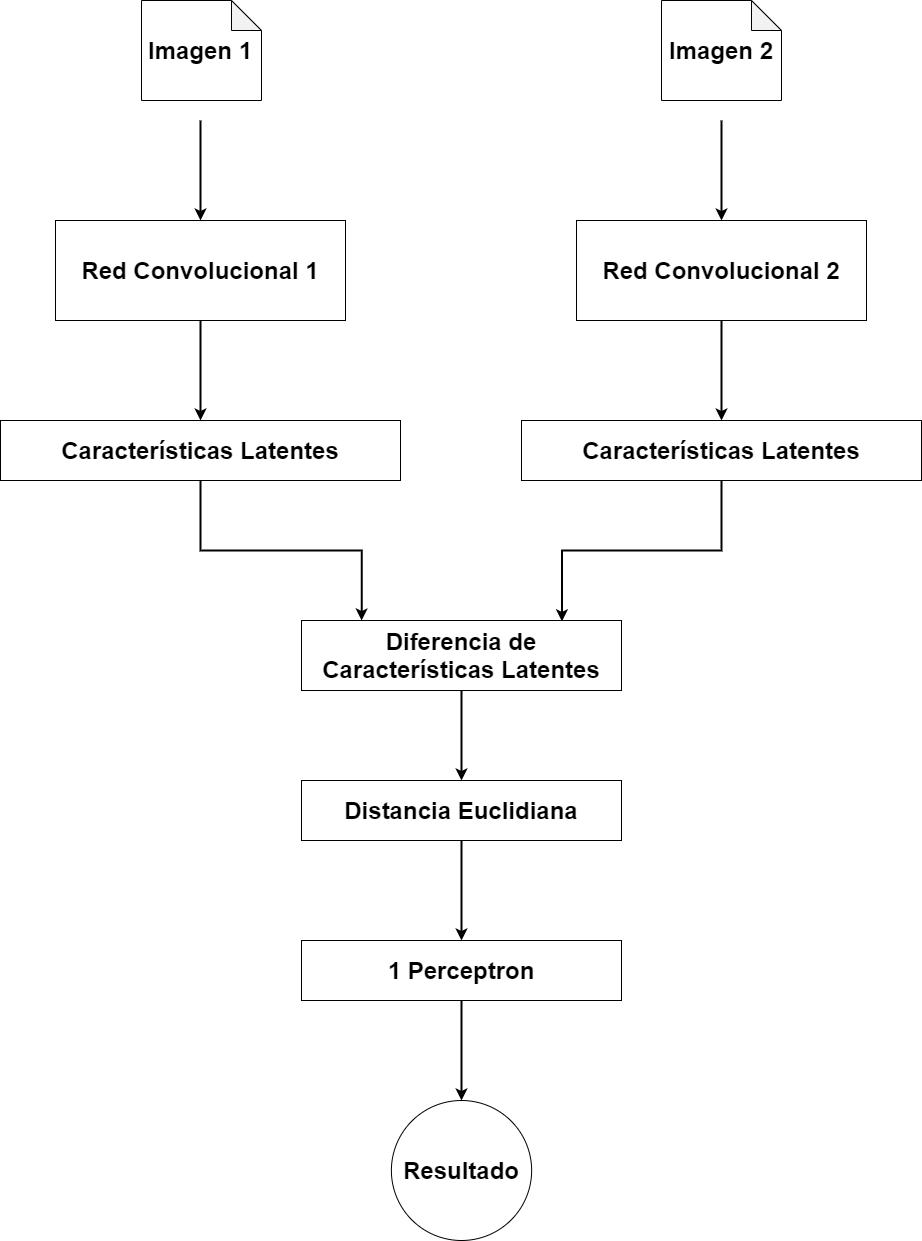 Imagen 1
Imagen 2
Red Convolucional 1
Red Convolucional 2
Características Latentes
Características Latentes
Diferencia de
Características Latentes
Distancia Euclidiana
1 Perceptron
Resultado